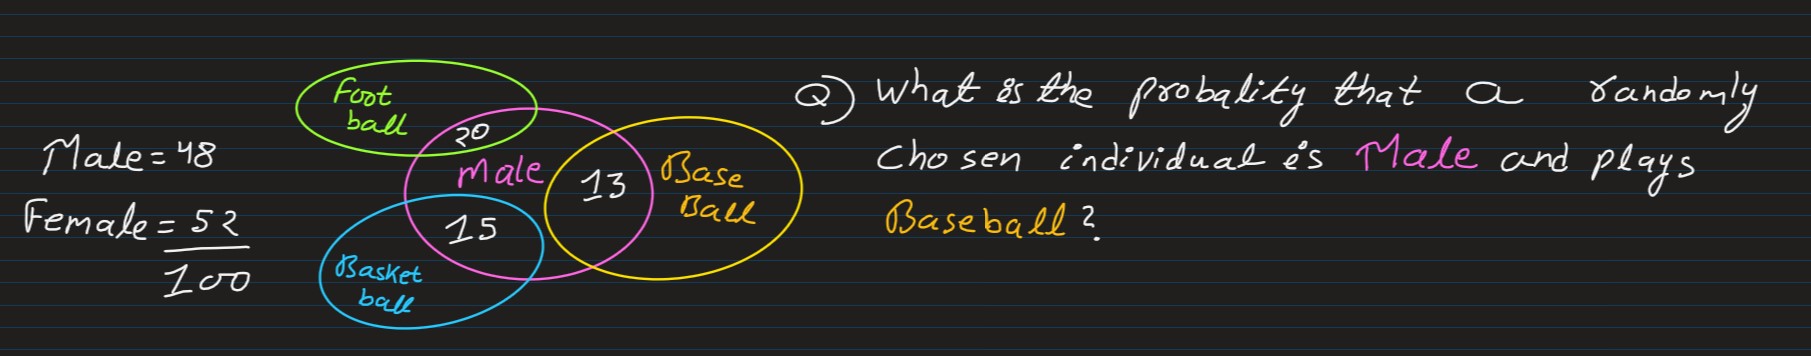 Male = 48
Female = 52
100
Foot
ball
20
Male
13
Base
Ball
15
Basket
ball
Q) What is the probality that a randomly
chosen individual is Male and plays
Baseball?